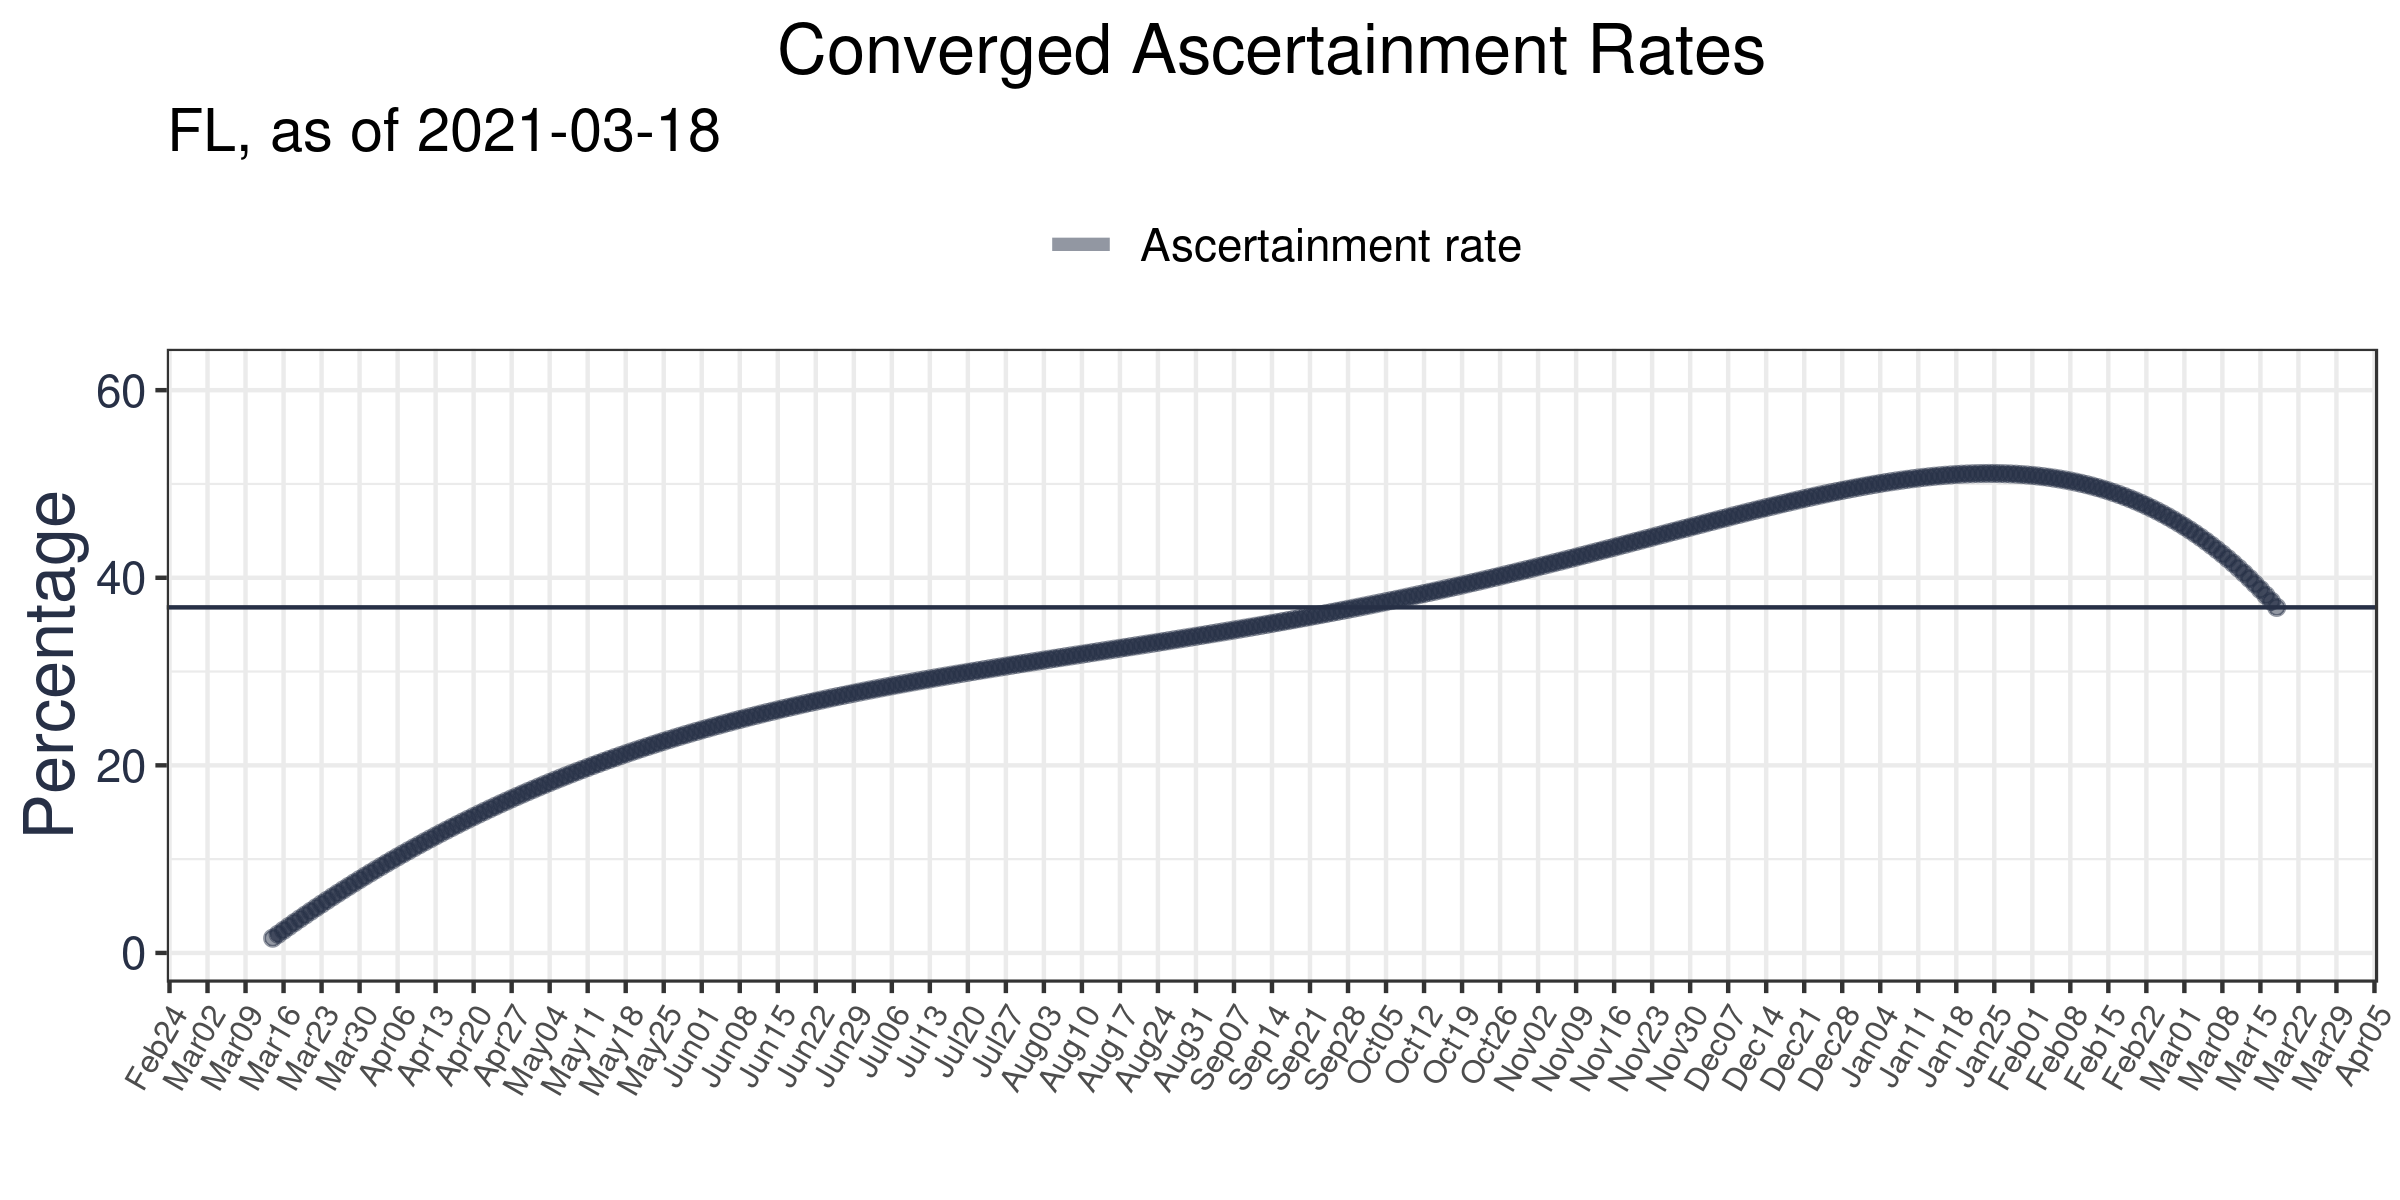 Converged Ascertainment Rates
FL, as of 2021-03-18
Ascertainment rate
Percentage
60
40
20
0
Feb24
Mar02
Mar09
Mar16
Mar23
Mar30
Apr06
Apr13
Apr20
Apr27
May04
May11
May18
May25
Jun01
Jun08
Jun15
Jun22
Jun29
Jul06
Jul13
Jul20
Jul27
Aug03
Aug10
Aug17
Aug24
Aug31
Sep07
Sep14
Sep21
Sep28
Oct05
Oct12
Oct19
Oct26
Nov02
Nov09
Nov16
Nov23
Nov30
Dec07
Dec14
Dec21
Dec28
Jan04
Jan11
Jan18
Jan25
Feb01
Feb08
Feb15
Feb22
Mar01
Mar08
Mar15
Mar22
Mar29
Apr05